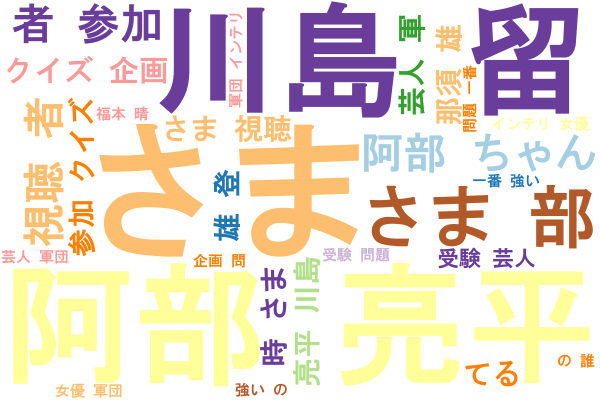 者 参加
川島 留
インテリ 軍団
芸人 軍
那須 雄
クイズ 企画
問題 一番
福本 晴
視聴 者
参加 クイズ
さま 視聴
インテリ 女優
さま
阿部 ちゃん
一番 強い
雄 登
さま 部
芸人 軍団
企画 問
受験 問題
受験 芸人
時 さま
亮平 川島
阿部 亮平
てる
の 誰
女優 軍団
強い の